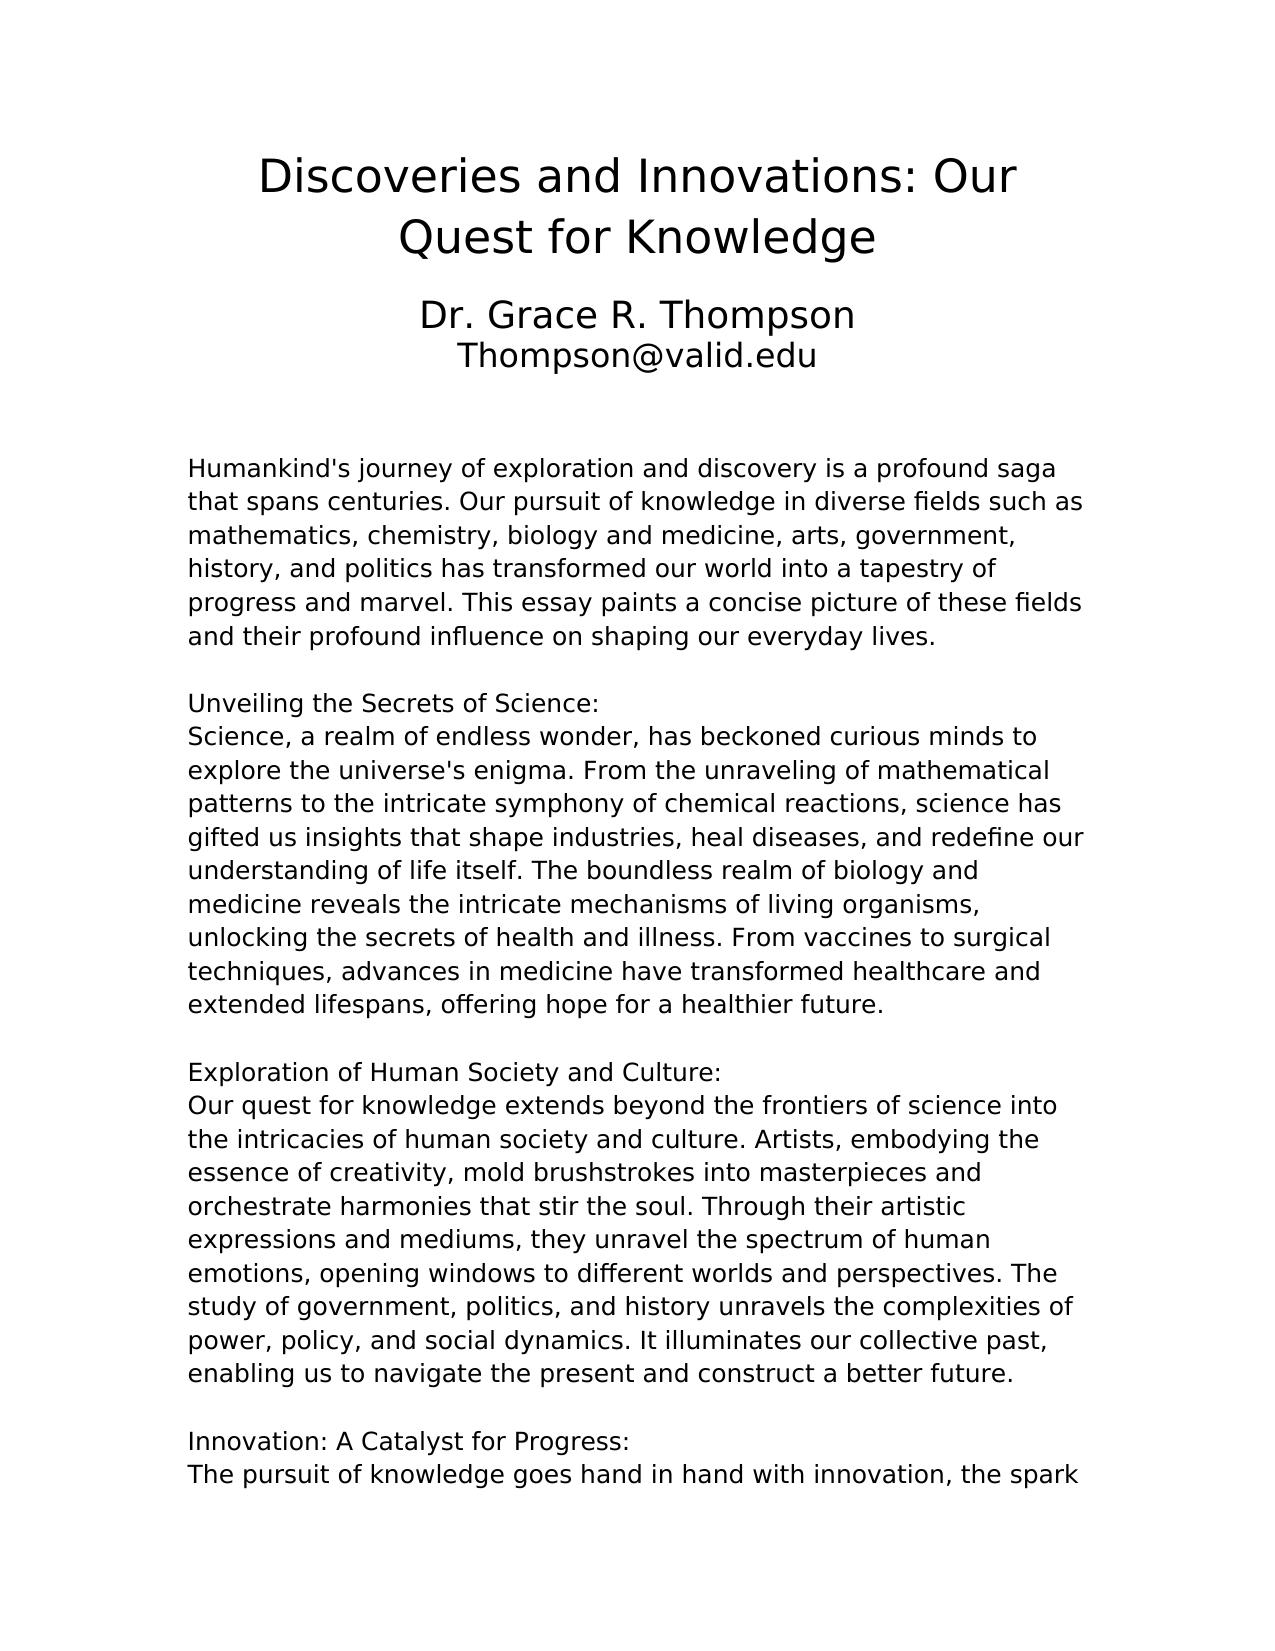 Discoveries and Innovations: Our
Quest for Knowledge
Dr. Grace R. Thompson
Thompson@valid.edu
Humankind's journey of exploration and discovery is a profound saga
that spans centuries. Our pursuit of knowledge in diverse fields such as
mathematics, chemistry, biology and medicine, arts, government,
history, and politics has transformed our world into a tapestry of
progress and marvel. This essay paints a concise picture of these fields
and their profound influence on shaping our everyday lives.
Unveiling the Secrets of Science:
Science, a realm of endless wonder, has beckoned curious minds to
explore the universe's enigma. From the unraveling of mathematical
patterns to the intricate symphony of chemical reactions, science has
gifted us insights that shape industries, heal diseases, and redefine our
understanding of life itself. The boundless realm of biology and
medicine reveals the intricate mechanisms of living organisms,
unlocking the secrets of health and illness. From vaccines to surgical
techniques, advances in medicine have transformed healthcare and
extended lifespans, offering hope for a healthier future.
Exploration of Human Society and Culture:
Our quest for knowledge extends beyond the frontiers of science into
the intricacies of human society and culture. Artists, embodying the
essence of creativity, mold brushstrokes into masterpieces and
orchestrate harmonies that stir the soul. Through their artistic
expressions and mediums, they unravel the spectrum of human
emotions, opening windows to different worlds and perspectives. The
study of government, politics, and history unravels the complexities of
power, policy, and social dynamics. It illuminates our collective past,
enabling us to navigate the present and construct a better future.
Innovation: A Catalyst for Progress:
The pursuit of knowledge goes hand in hand with innovation, the spark